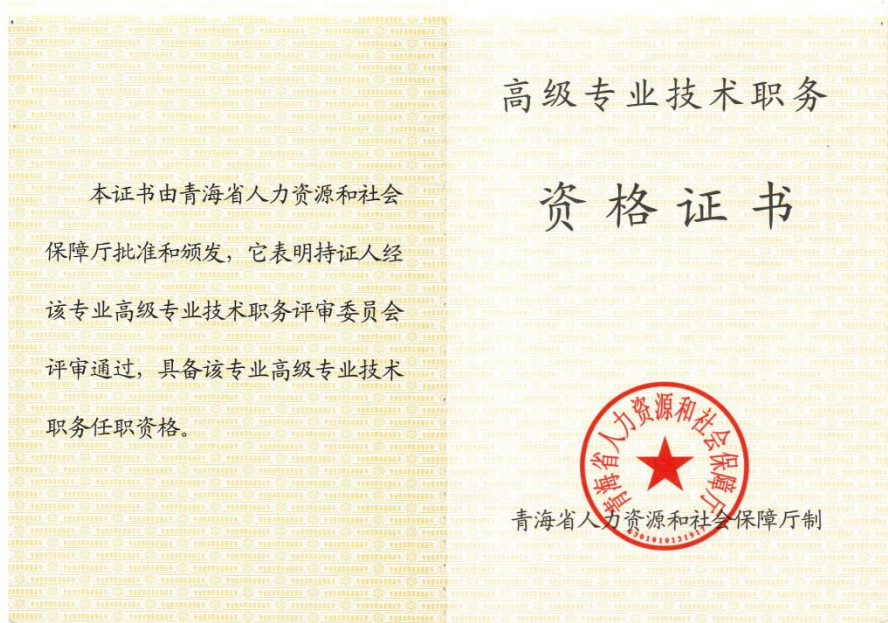 本证书由青海省人力资源和社会
保障厅批准和颁发，它表明持证人经
该专业高级专业技术职务评审委员会
评审通过，具备该专业高级专业技术
职务任职资格。
高级专业技术职务
资格证书
青海省人力资源和社会保障厅
青海省人力资源和社会保障厅制